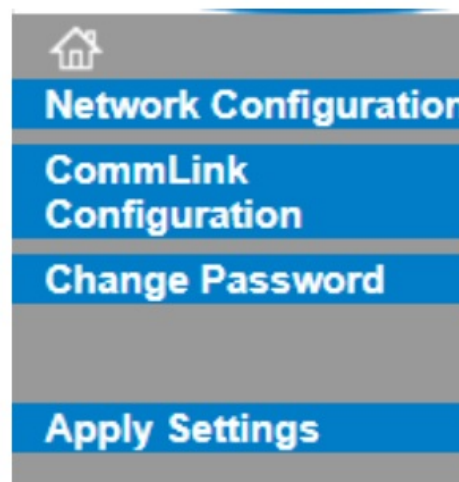 Network Configuration
CommLink
Configuration
Change Password
Apply Settings